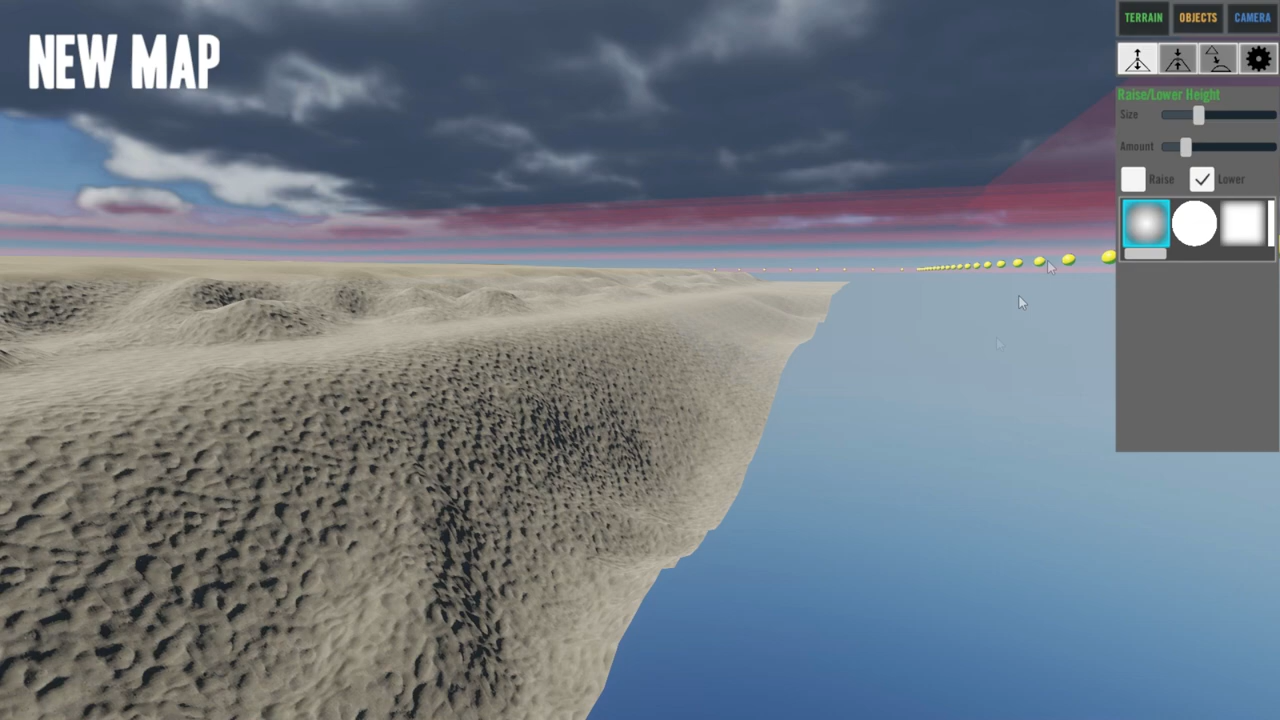 NEW MAP
TERRAIN OBJECTS CAMERA
Raise/Lower Height
Size
Amount
Raise Lower